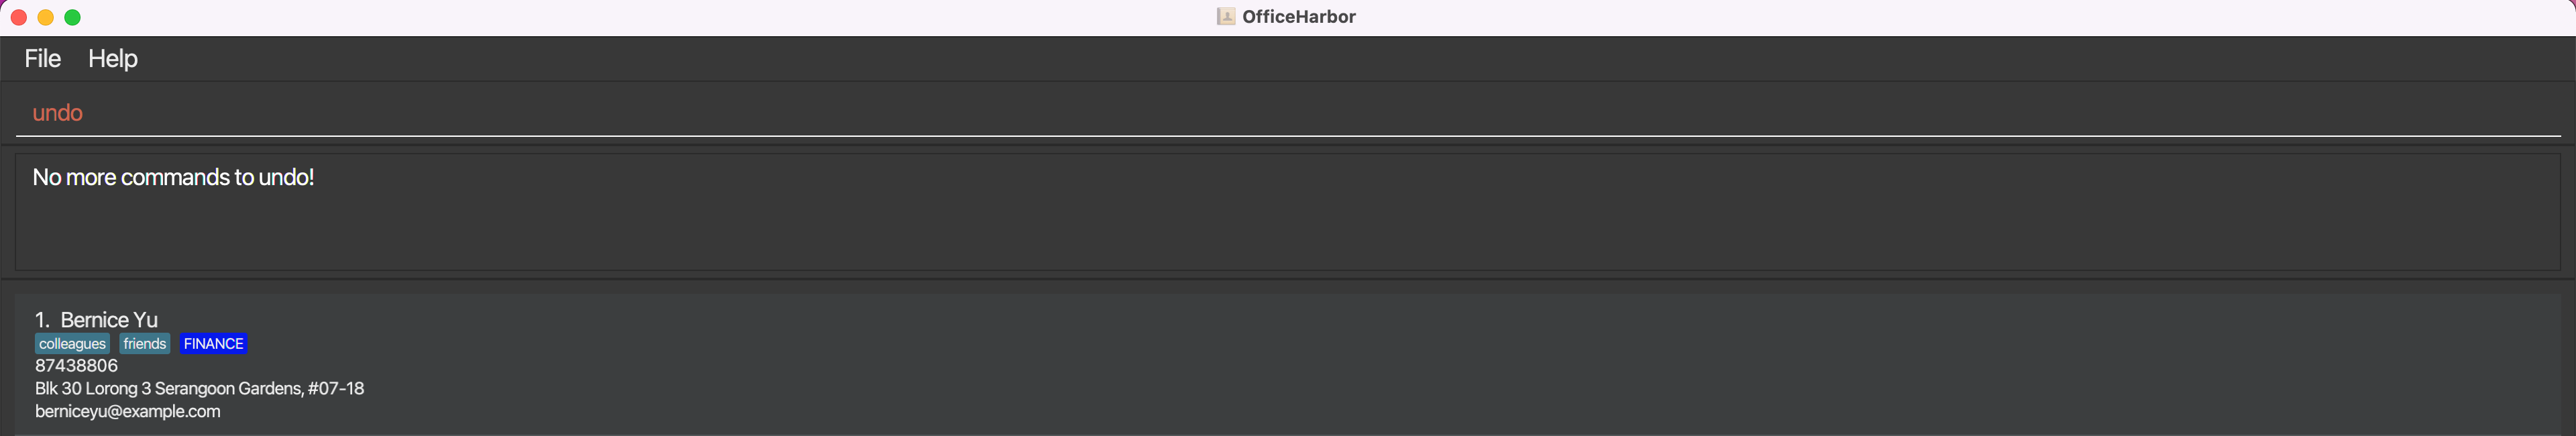 OfficeHarbor
File Help
undo
No more commands to undo!
1. Bernice Yu
colleagues friends FINANCE
87438806
Blk 30 Lorong 3 Serangoon Gardens, #07-18
berniceyu@example.com